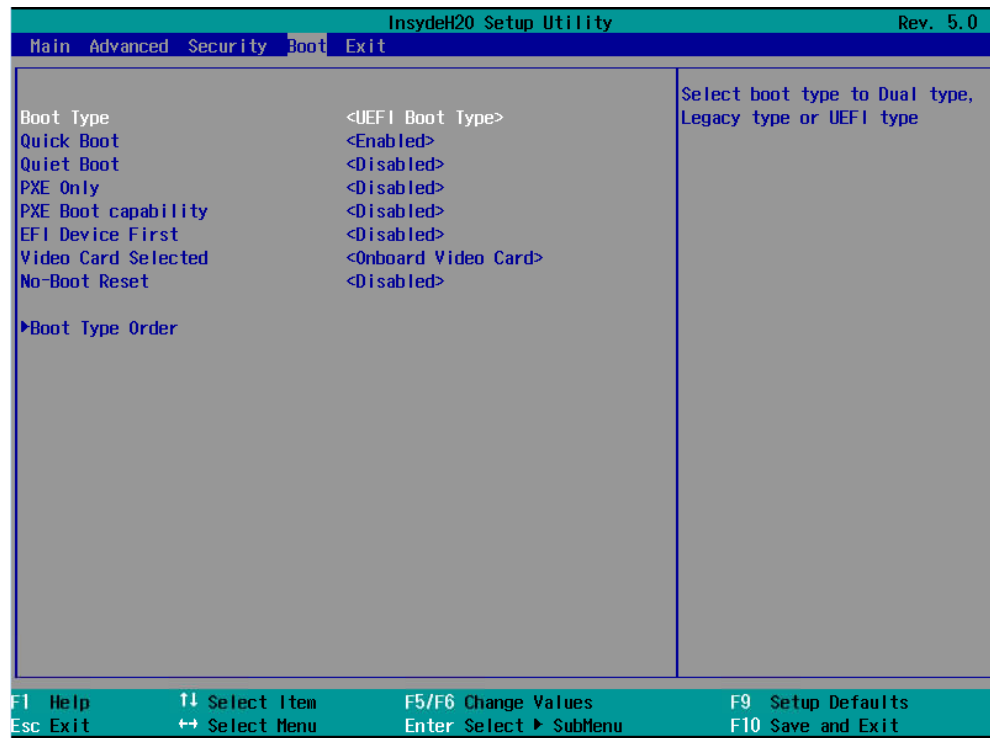 InsydeH20 Setup Utility Rev. 5.0
Main Advanced Security Boot Exit
Boot Type <UEFI Boot Type>
Quick Boot <Enabled>
Quiet Boot <Disabled>
PXE Only <Disabled>
PXE Boot capability <Disabled>
EFI Device First <Disabled>
Video Card Selected <Onboard Video Card>
No-Boot Reset <Disabled>
▶Boot Type Order
Select boot type to Dual type,
Legacy type or UEFI type
F1 Help ↑↓ Select Item F5/F6 Change Values F9 Setup Defaults
Esc Exit ↔ Select Menu Enter Select ▶ SubMenu F10 Save and Exit